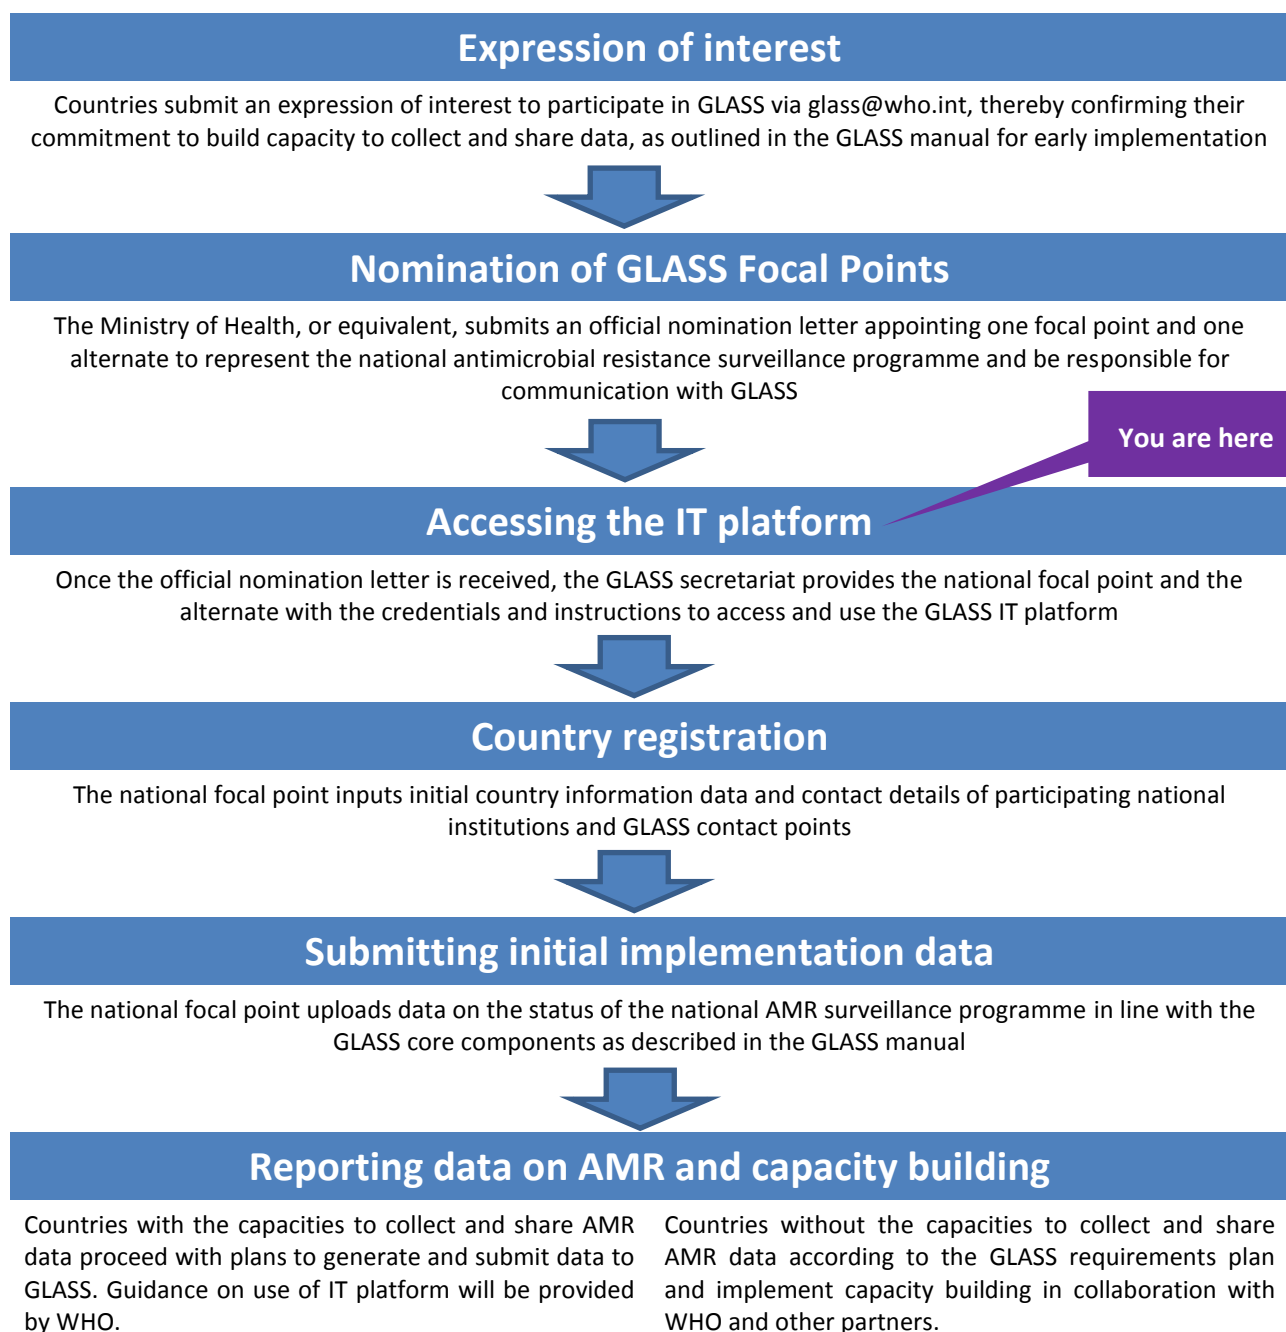 Expression of interest
Countries submit an expression of interest to participate in GLASS via glass@who.int, thereby confirming their
commitment to build capacity to collect and share data, as outlined in the GLASS manual for early implementation
Nomination of GLASS Focal Points
The Ministry of Health, or equivalent, submits an official nomination letter appointing one focal point and one
alternate to represent the national antimicrobial resistance surveillance programme and be responsible for
communication with GLASS
You are here
Accessing the IT platform
Once the official nomination letter is received, the GLASS secretariat provides the national focal point and the
alternate with the credentials and instructions to access and use the GLASS IT platform
Country registration
The national focal point inputs initial country information data and contact details of participating national
institutions and GLASS contact points
Submitting initial implementation data
The national focal point uploads data on the status of the national AMR surveillance programme in line with the
GLASS core components as described in the GLASS manual
Reporting data on AMR and capacity building
Countries with the capacities to collect and share AMR
data proceed with plans to generate and submit data to
GLASS. Guidance on use of IT platform will be provided
by WHO.
Countries without the capacities to collect and share
AMR data according to the GLASS requirements plan
and implement capacity building in collaboration with
WHO and other partners.